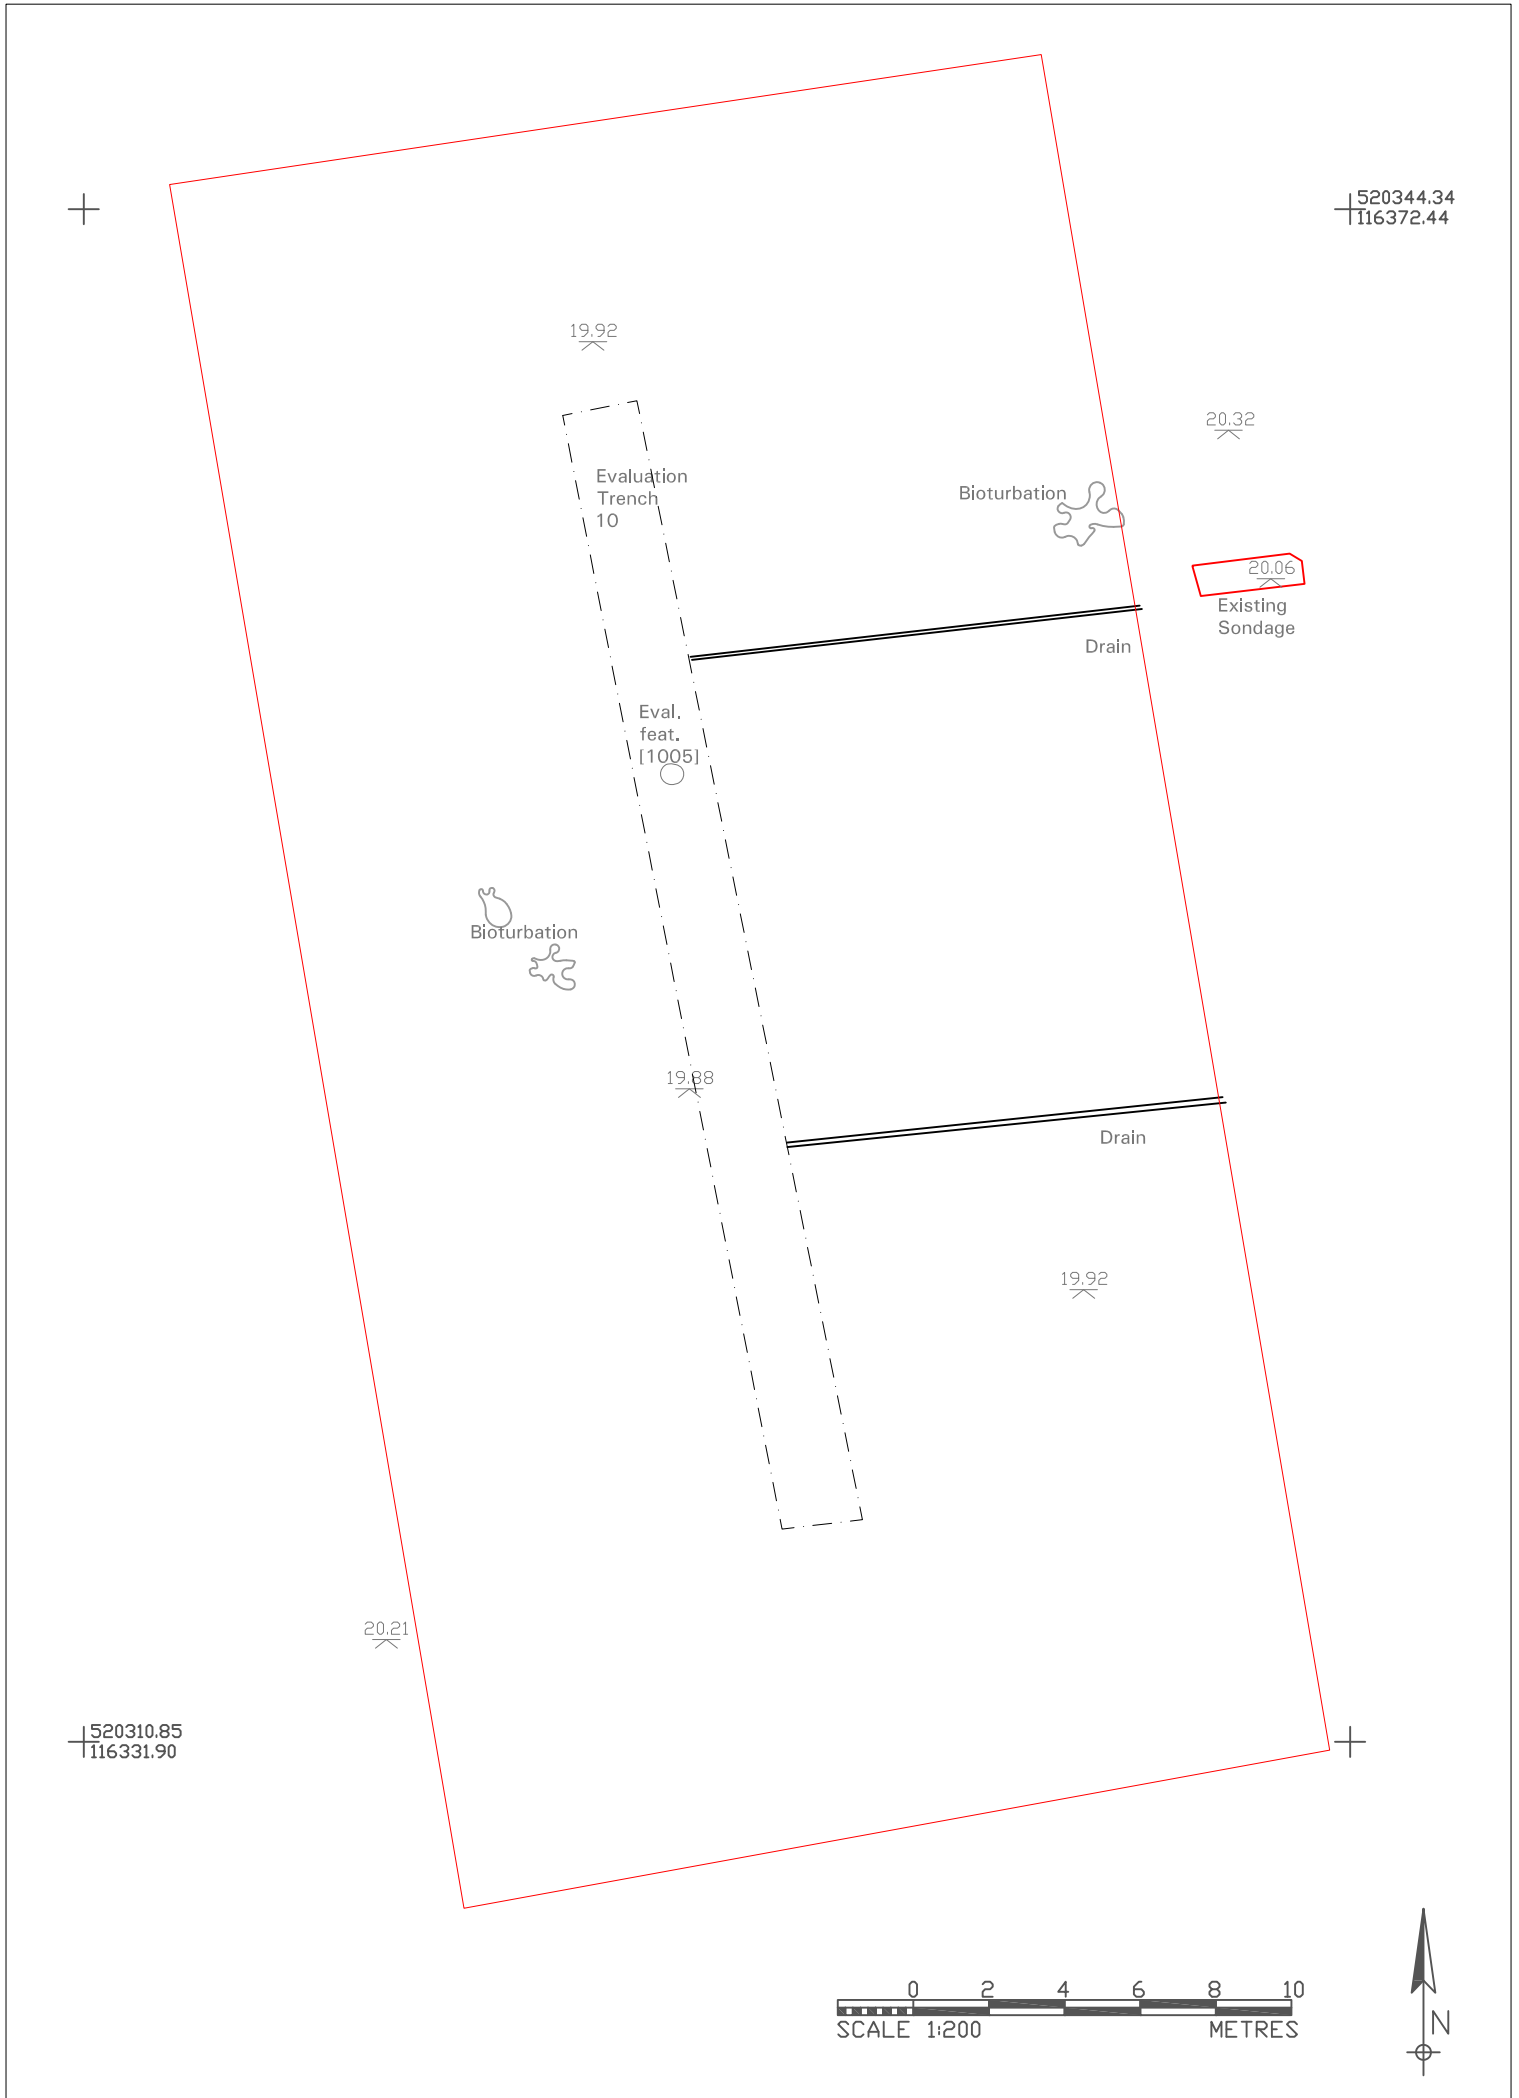 520344.34
116372.44
19.92
20.32
Evaluation
Trench
10
Bioturbation
20.06
Existing
Sondage
Drain
Eval.
feat.
[1005]
Bioturbation
19.88
Drain
19.92
20.21
520310.85
116331.90
0 2 4 6 8 10
SCALE 1:200 METRES
N